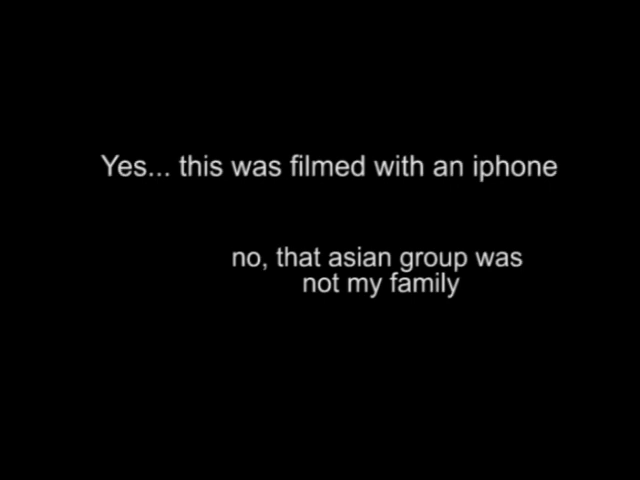 Yes... this was filmed with an iphone
no, that asian group was
not my family